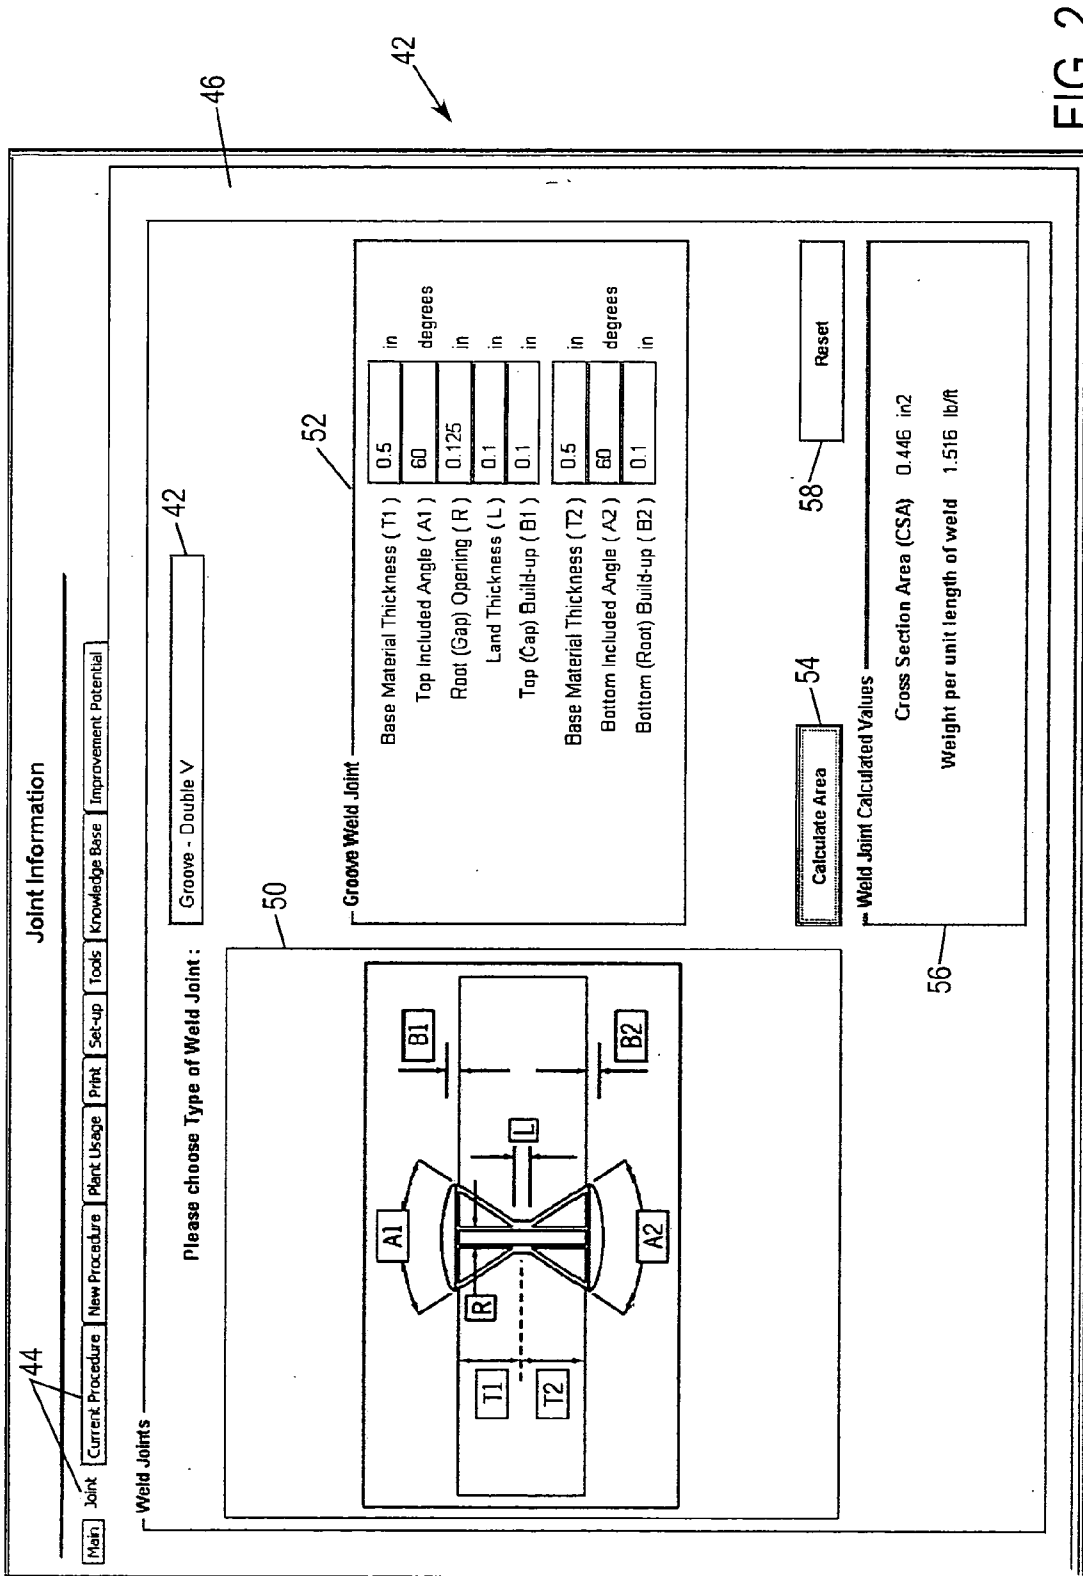 Joint Information
44
Main Joint Current Procedure New Procedure Plant Usage Print Set-up Tools Knowledge Base Improvement Potential
46
42
Weld Joints
Please choose Type of Weld Joint :
Groove - Double V
42
50
B1
A1
R
L
T1
T2
A2
B2
52
Groove Weld Joint
Base Material Thickness ( T1 ) 0.5 in
Top Included Angle ( A1 ) 60 degrees
Root (Gap) Opening ( R ) 0.125 in
Land Thickness ( L ) 0.1 in
Top (Cap) Build-up ( B1 ) 0.1 in
Base Material Thickness ( T2 ) 0.5 in
Bottom Included Angle ( A2 ) 60 degrees
Bottom (Root) Build-up ( B2 ) 0.1 in
Calculate Area
54
58
Reset
Weld Joint Calculated Values
Cross Section Area (CSA) 0.446 in2
Weight per unit length of weld 1.516 lb/ft
56
FIG. 2